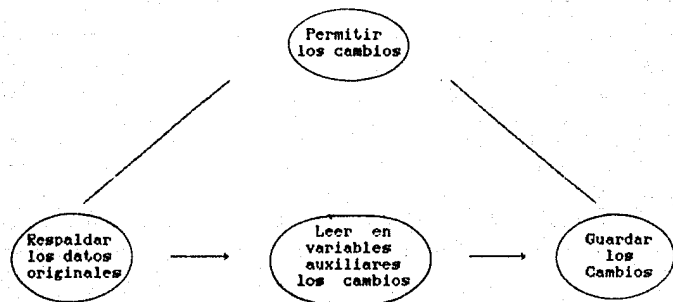 Permitir
los cambios
Respaldar
los datos
originales
Leer en
variables
auxiliares
los cambios
Guardar
los
Cambios